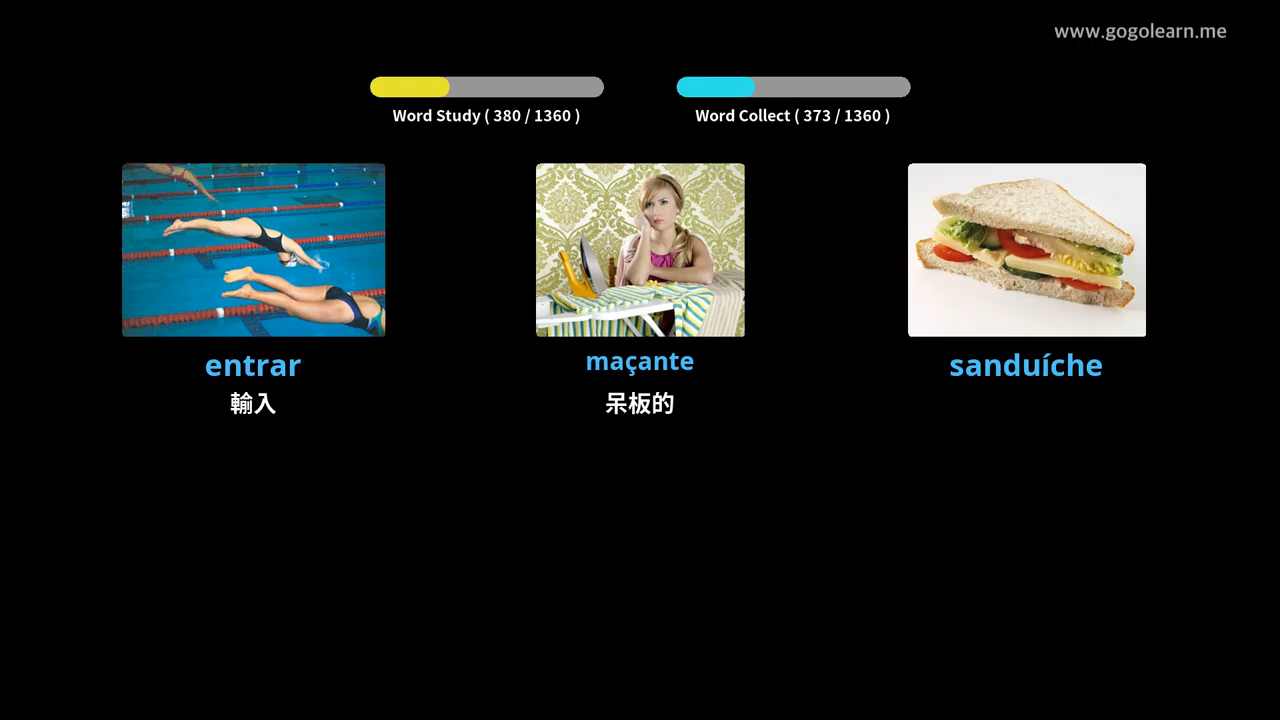 www.gogolearn.me
Word Study ( 380 / 1360 )
Word Collect ( 373 / 1360 )
entrar
輸入
maçante
呆板的
sanduíche